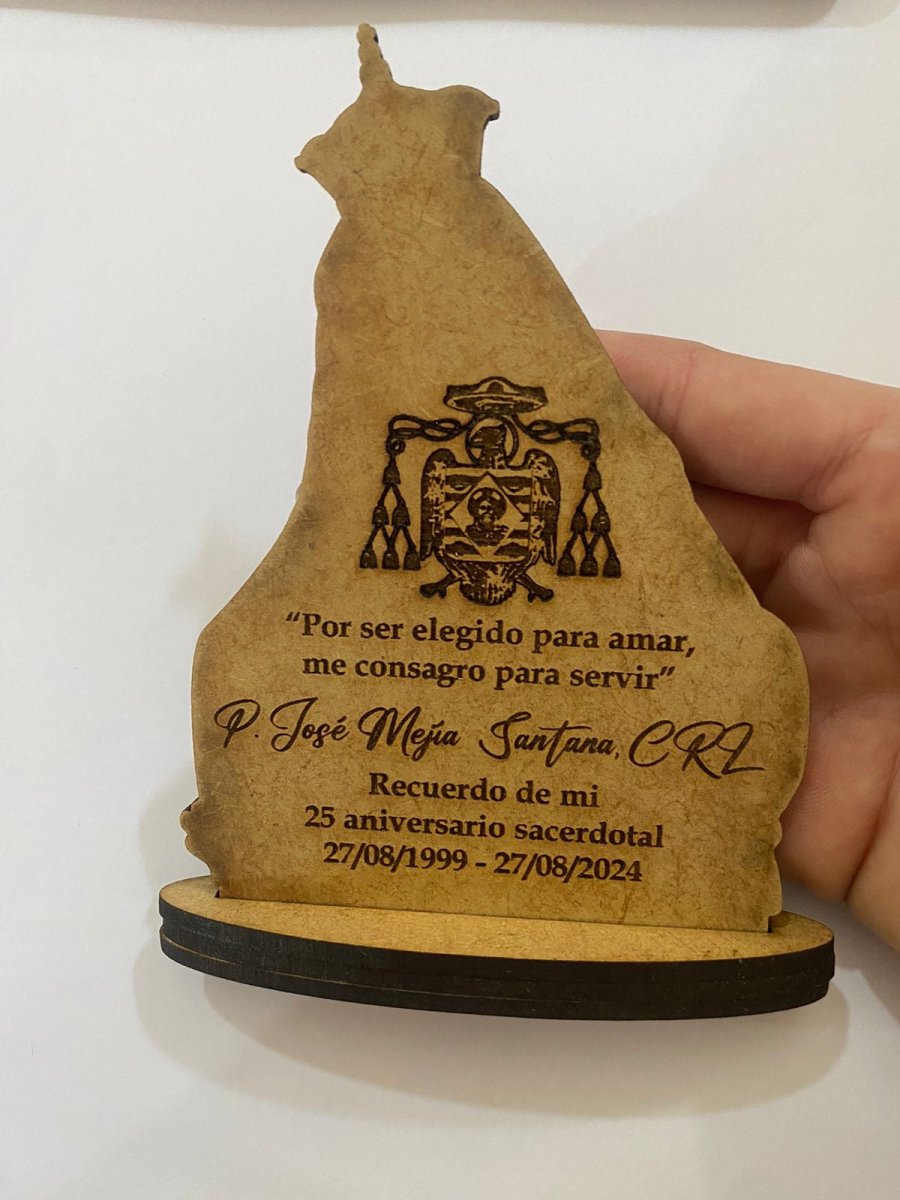 “Por ser elegido para amar,
me consagro para servir”
P. José Mejía Santana, CRL
Recuerdo de mi
25 aniversario sacerdotal
27/08/1999 - 27/08/2024